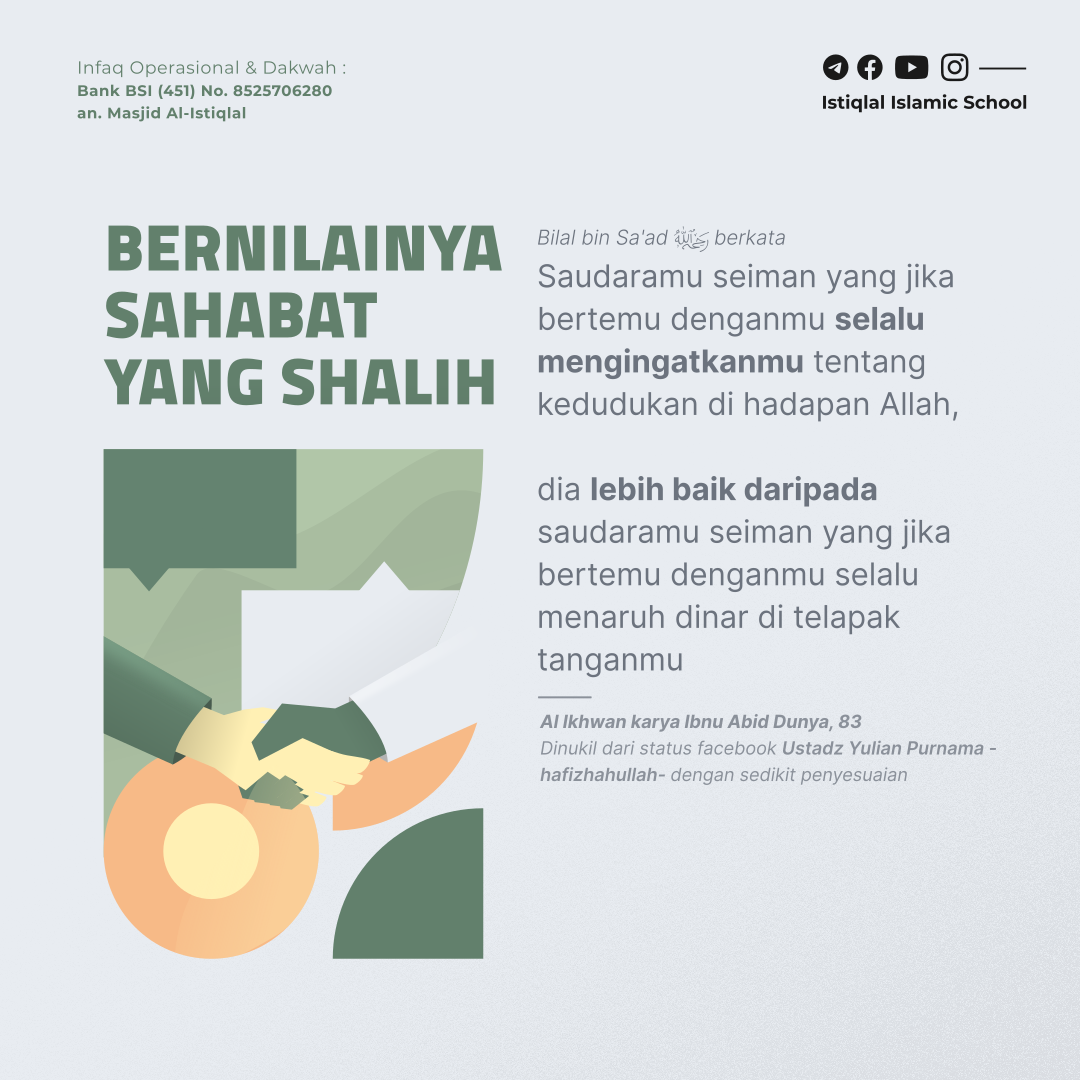 Infaq Operasional & Dakwah :
Bank BSI (451) No. 8525706280
an. Masjid Al-Istiqlal
Istiqlal Islamic School
BERNILAINYA
SAHABAT
YANG SHALIH
Bilal bin Sa'ad رحمه الله berkata
Saudaramu seiman yang jika
bertemu denganmu selalu
mengingatkanmu tentang
kedudukan di hadapan Allah,
dia lebih baik daripada
saudaramu seiman yang jika
bertemu denganmu selalu
menaruh dinar di telapak
tanganmu
Al Ikhwan karya Ibnu Abid Dunya, 83
Dinukil dari status facebook Ustadz Yulian Purnama -
hafizhahullah- dengan sedikit penyesuaian